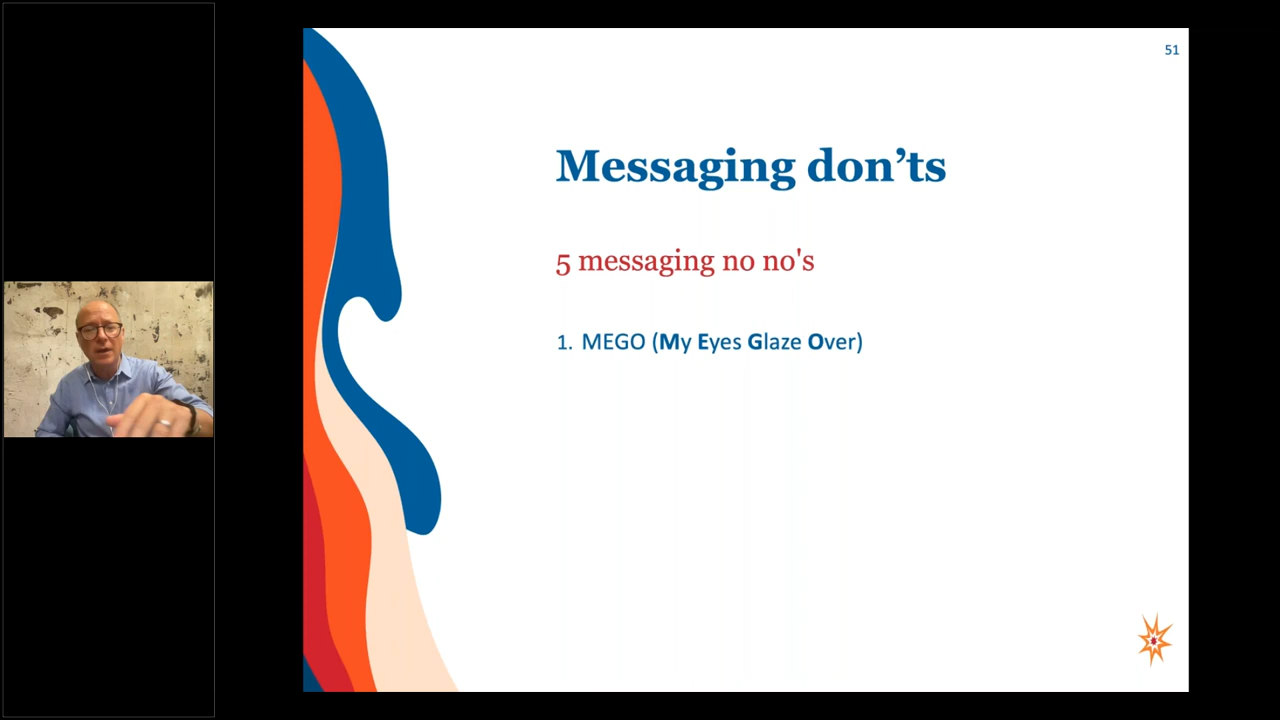 51
Messaging don’ts
5 messaging no no's
1. MEGO (My Eyes Glaze Over)